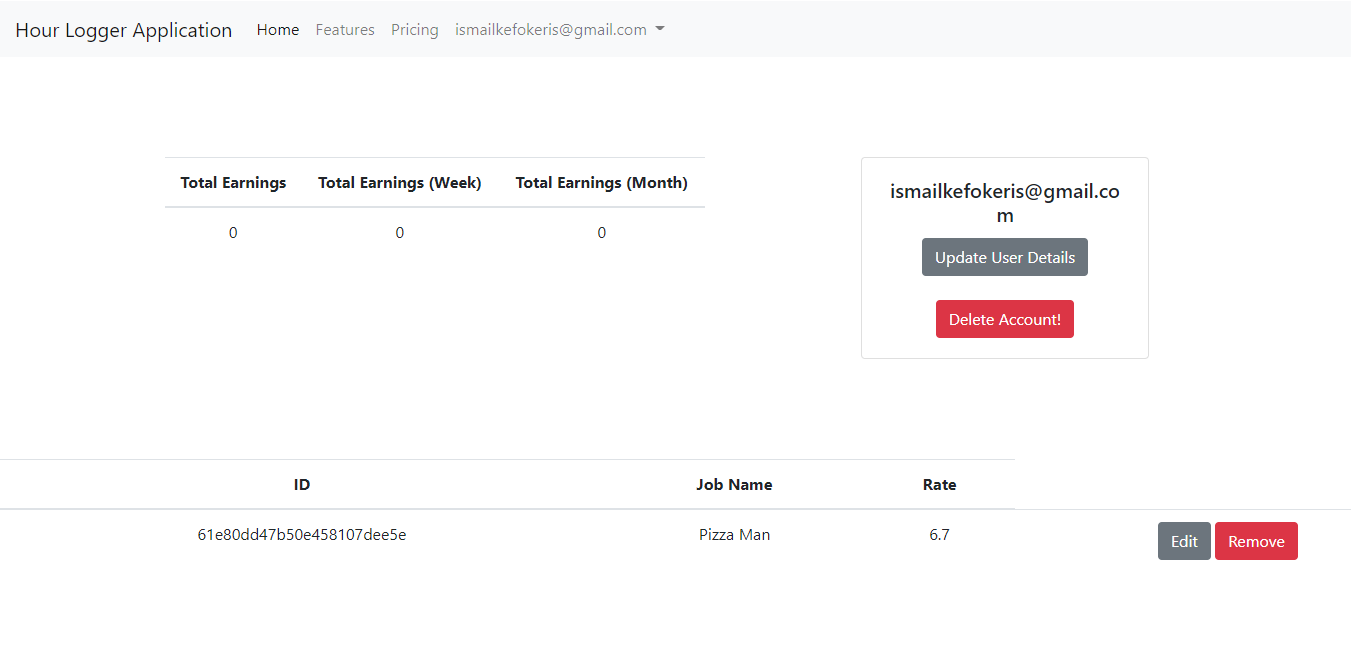 Hour Logger Application Home Features Pricing ismailkefokeris@gmail.com
Total Earnings Total Earnings (Week) Total Earnings (Month)
0 0 0
ismailkefokeris@gmail.co
m
Update User Details
Delete Account!
ID Job Name Rate
61e80dd47b50e458107dee5e Pizza Man 6.7 Edit Remove